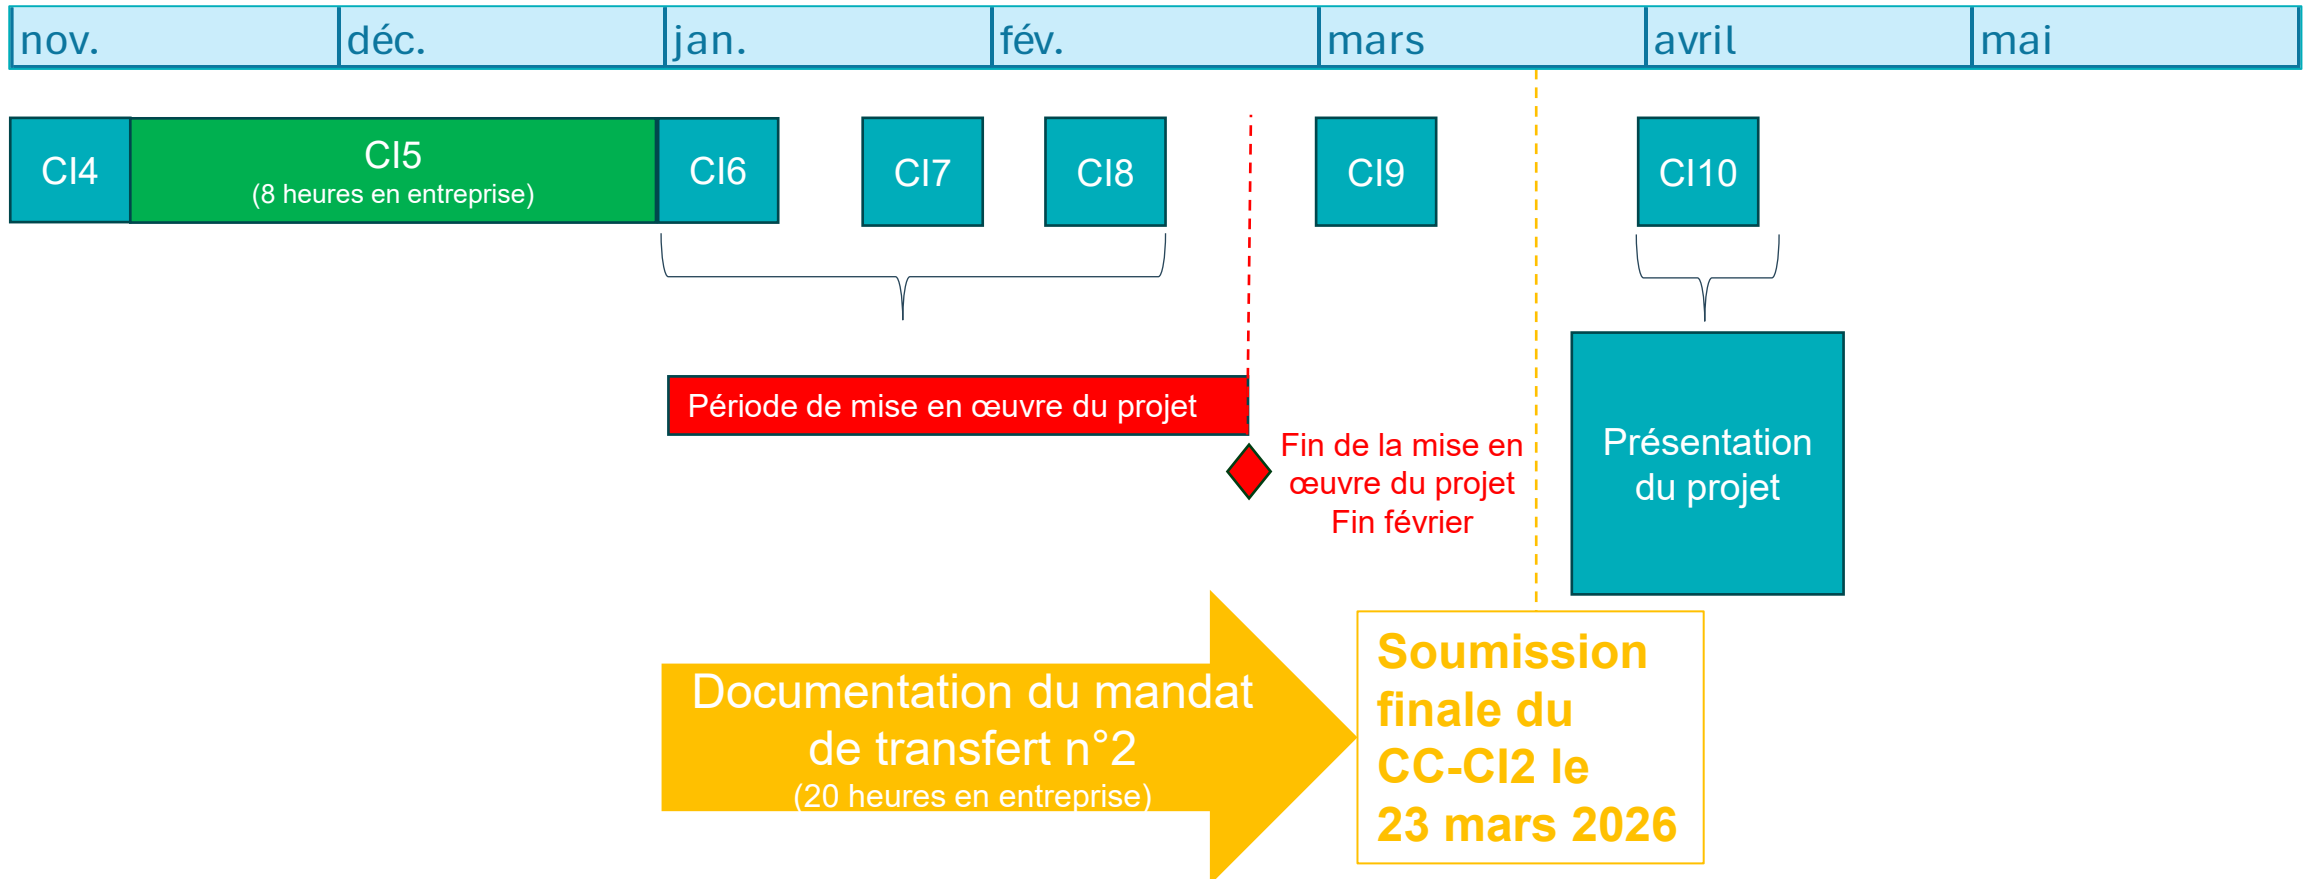 nov.
déc.
jan.
fév.
mars
avril
mai
CI4
CI5
(8 heures en entreprise)
CI6
CI7
CI8
CI9
CI10
Période de mise en œuvre du projet
Fin de la mise en
œuvre du projet
Fin février
Présentation
du projet
Documentation du mandat
de transfert n°2
(20 heures en entreprise)
Soumission
finale du
CC-CI2 le
23 mars 2026